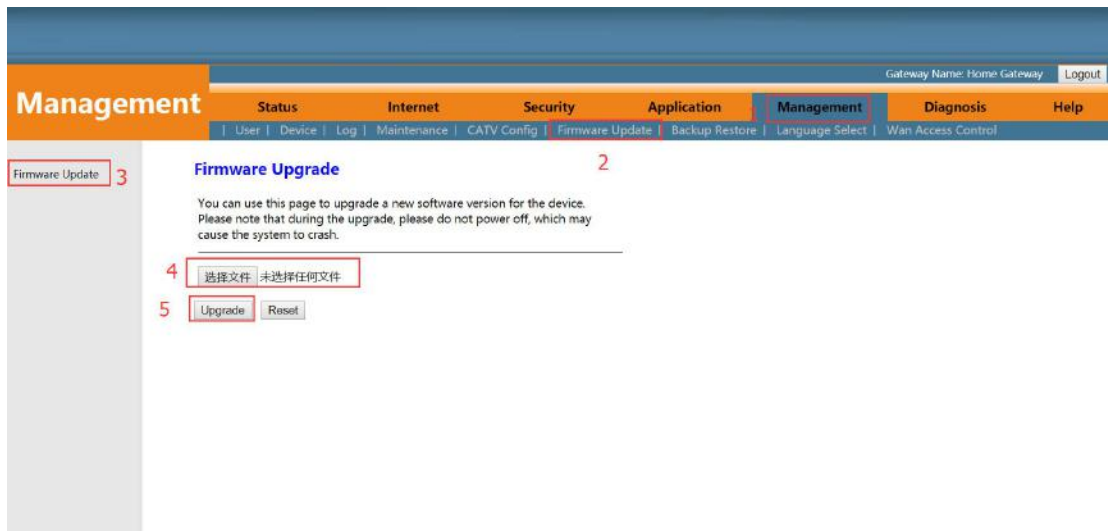 Gateway Name: Home Gateway Logout
Management Status Internet Security Application 1 Management Diagnosis Help
| User | Device | Log | Maintenance | CATV Config | Firmware Update | Backup Restore | Language Select | Wan Access Control
2
Firmware Update 3
Firmware Upgrade
You can use this page to upgrade a new software version for the device.
Please note that during the upgrade, please do not power off, which may
cause the system to crash.
4 选择文件 未选择任何文件
5 Upgrade Reset